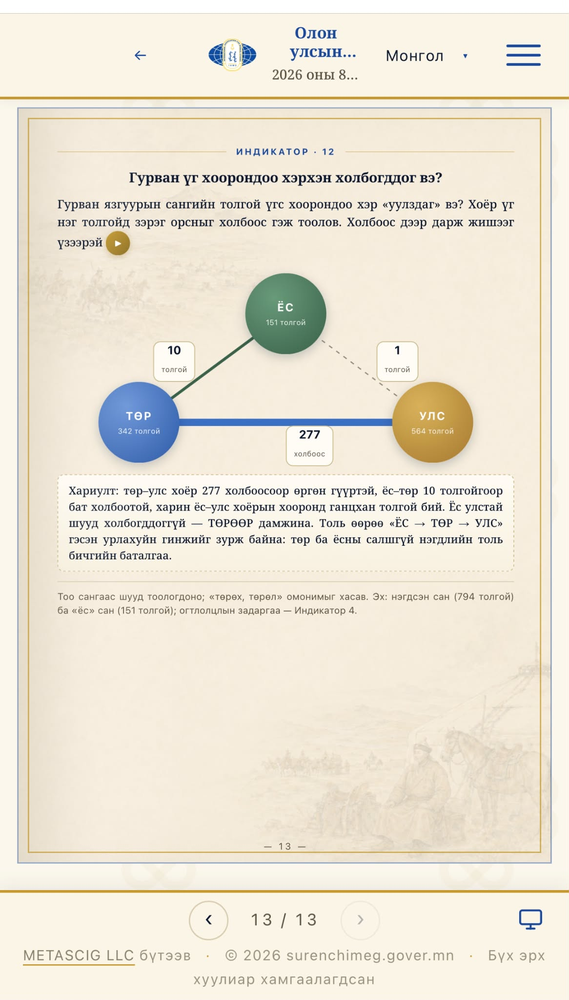 Олон
улсын...
2026 оны 8...
Монгол
ИНДИКАТОР · 12
Гурван үг хоорондоо хэрхэн холбогддог вэ?
Гурван язгуурын сангийн толгой үгс хоорондоо хэр «уулздаг» вэ? Хоёр үг
нэг толгойд зэрэг орсныг холбоос гэж тоолов. Холбоос дээр дарж жишээг
үзээрэй
ЁС
151 толгой
10
толгой
1
толгой
ТӨР
342 толгой
УЛС
564 толгой
277
холбоос
Хариулт: төр–улс хоёр 277 холбоосоор өргөн гүүртэй, ёс–төр 10 толгойгоор
бат холбоотой, харин ёс–улс хоёрын хооронд ганцхан толгой бий. Ёс улстай
шууд холбогддоггүй — ТӨРӨӨР дамжина. Толь өөрөө «ЁС → ТӨР → УЛС»
гэсэн урлахуйн гинжийг зурж байна: төр ба ёсны салшгүй нэгдлийн толь
бичгийн баталгаа.
Тоо сангаас шууд тоологдоно; «төрөх, төрөл» омонимыг хасав. Эх: нэгдсэн сан (794 толгой)
ба «ёс» сан (151 толгой); огтлолцлын задаргаа — Индикатор 4.
— 13 —
13 / 13
METASCIG LLC бүтээв · © 2026 surenchimeg.gover.mn · Бүх эрх
хуулиар хамгаалагдсан